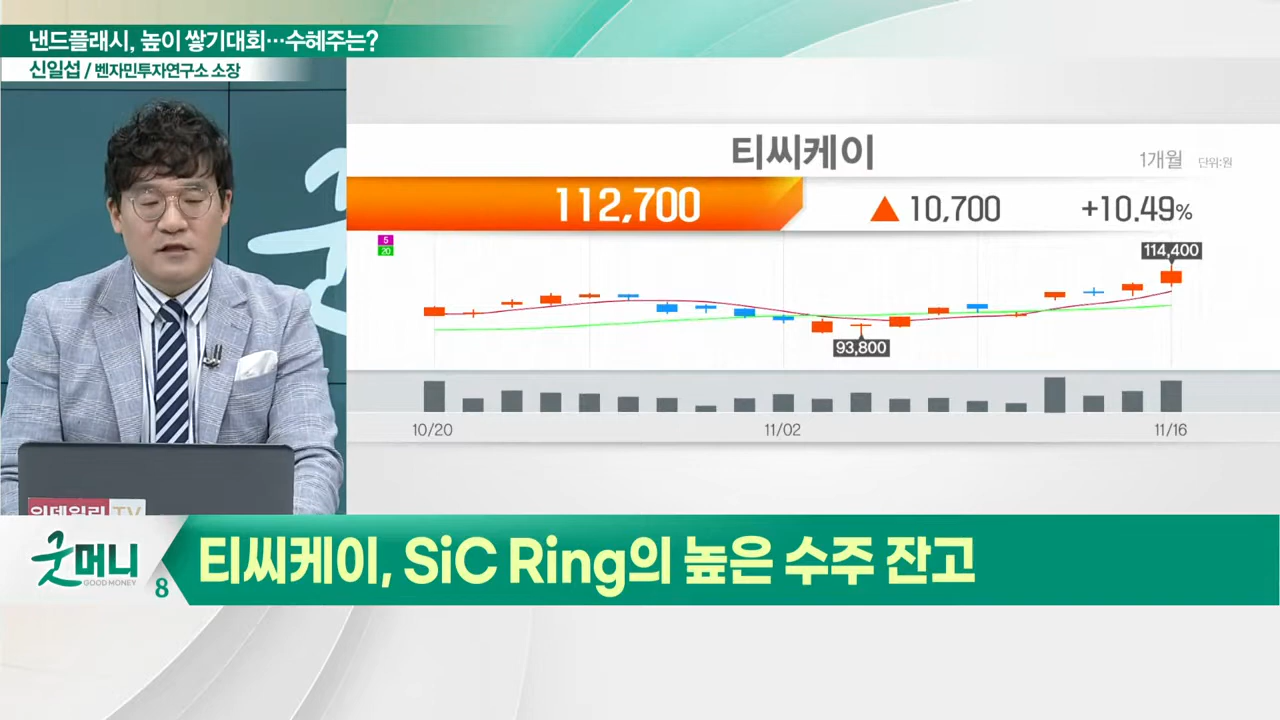 낸드플래시, 높이 쌓기대회…수혜주는?
신일섭 / 벤자민투자연구소 소장
티씨케이
1개월 단위:원
112,700 ▲ 10,700 +10.49%
5
20
114,400
93,800
10/20 11/02 11/16
이데일리 TV
굿머니
GOOD MONEY
8
티씨케이, SiC Ring의 높은 수주 잔고